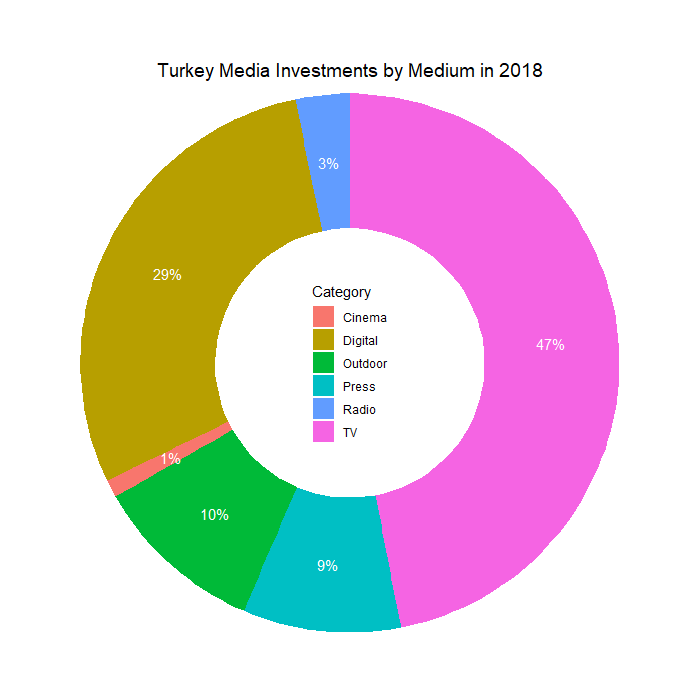 Turkey Media Investments by Medium in 2018
3%
29%
47%
1%
10%
9%
Category
Cinema
Digital
Outdoor
Press
Radio
TV